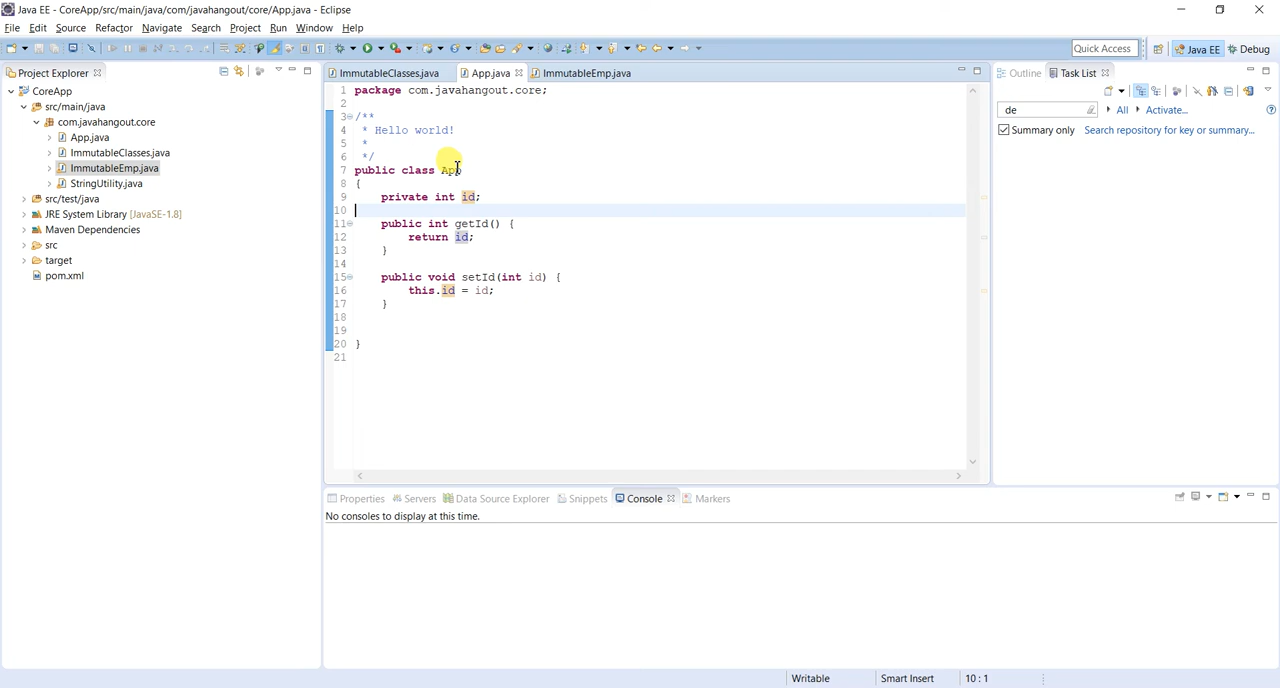 Java EE - CoreApp/src/main/java/com/javahangout/core/App.java - Eclipse
File Edit Source Refactor Navigate Search Project Run Window Help
Quick Access Java EE Debug
Project Explorer
CoreApp
src/main/java
com.javahangout.core
App.java
ImmutableClasses.java
ImmutableEmp.java
StringUtility.java
src/test/java
JRE System Library [JavaSE-1.8]
Maven Dependencies
src
target
pom.xml
ImmutableClasses.java App.java ImmutableEmp.java
1 package com.javahangout.core;
2
3 /**
4 * Hello world!
5 *
6 */
7 public class App
8 {
9 private int id;
10
11 public int getId() {
12 return id;
13 }
14
15 public void setId(int id) {
16 this.id = id;
17 }
18
19
20 }
21
Outline Task List
de All Activate...
Summary only Search repository for key or summary...
Properties Servers Data Source Explorer Snippets Console Markers
No consoles to display at this time.
Writable Smart Insert 10 : 1